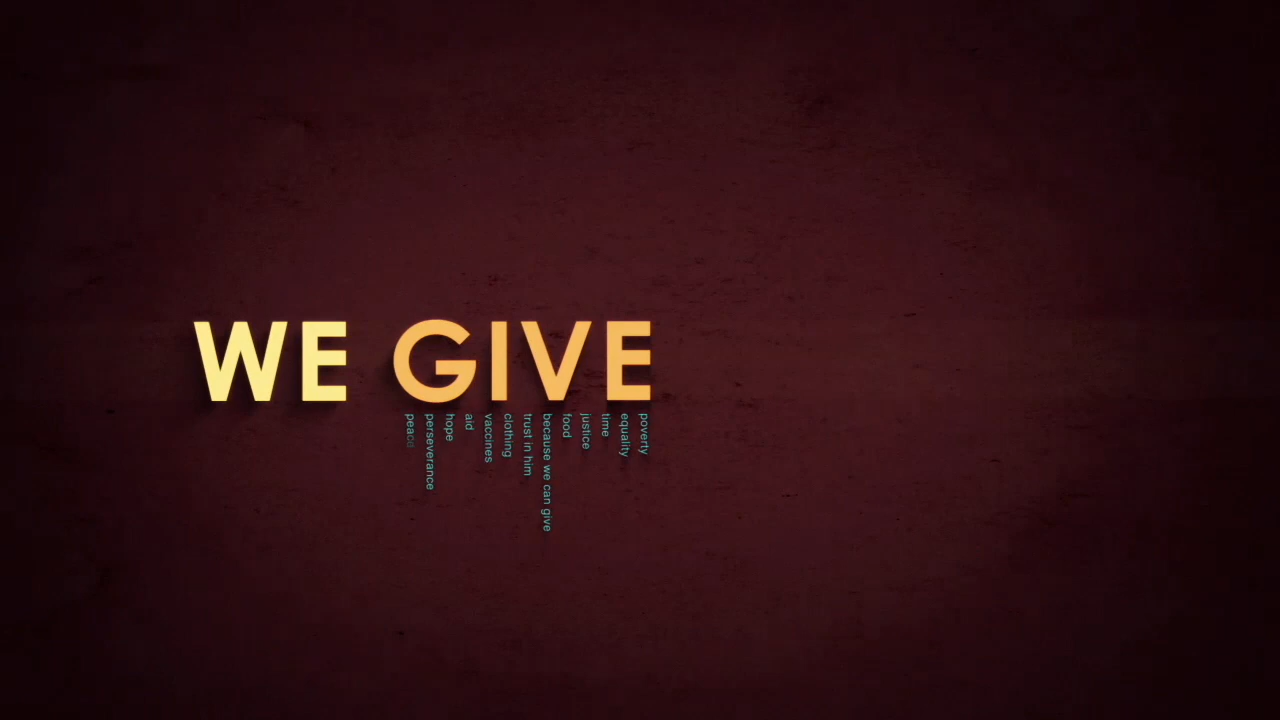 WE GIVE
peace
perseverance
hope
aid
vaccines
clothing
trust in him
because we can give
food
justice
time
equality
poverty